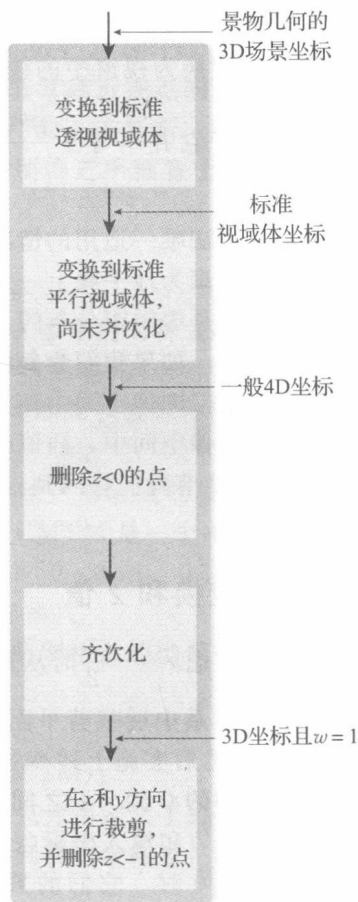 景物几何的
3D场景坐标
变换到标准
透视视域体
标准
视域体坐标
变换到标准
平行视域体，
尚未齐次化
一般4D坐标
删除z<0的点
齐次化
3D坐标且w = 1
在x和y方向
进行裁剪，
并删除z<-1的点